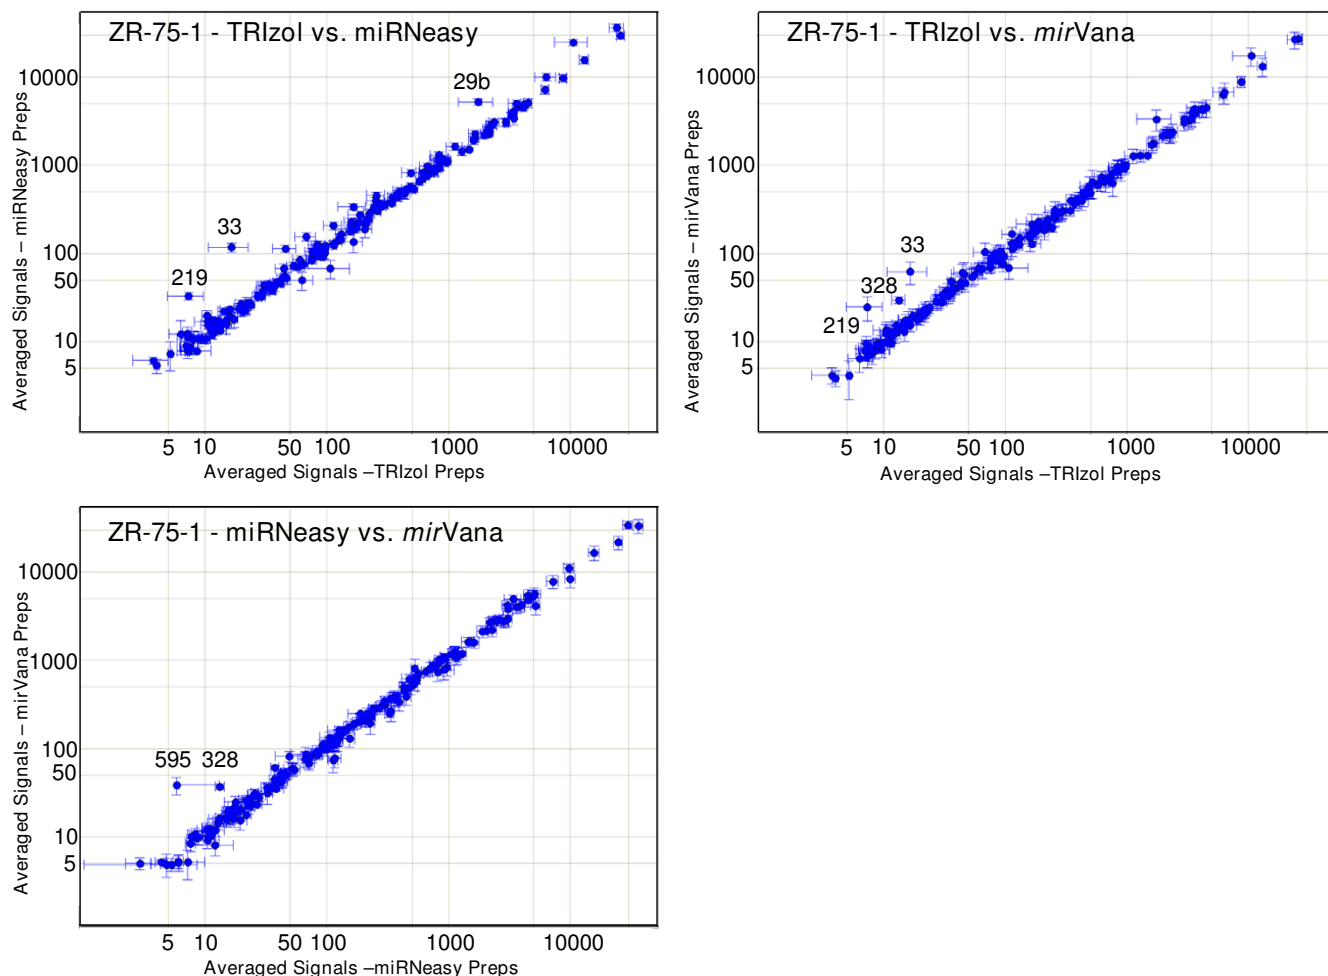 ZR-75-1 - TRIzol vs. miRNeasy
Averaged Signals – miRNeasy Preps
10000
1000
100
50
10
5
29b
33
219
5 10 50 100 1000 10000
Averaged Signals –TRIzol Preps
ZR-75-1 - TRIzol vs. mirVana
Averaged Signals – mirVana Preps
10000
1000
100
50
10
5
33
328
219
5 10 50 100 1000 10000
Averaged Signals –TRIzol Preps
ZR-75-1 - miRNeasy vs. mirVana
Averaged Signals – mirVana Preps
10000
1000
100
50
10
5
595 328
5 10 50 100 1000 10000
Averaged Signals –miRNeasy Preps